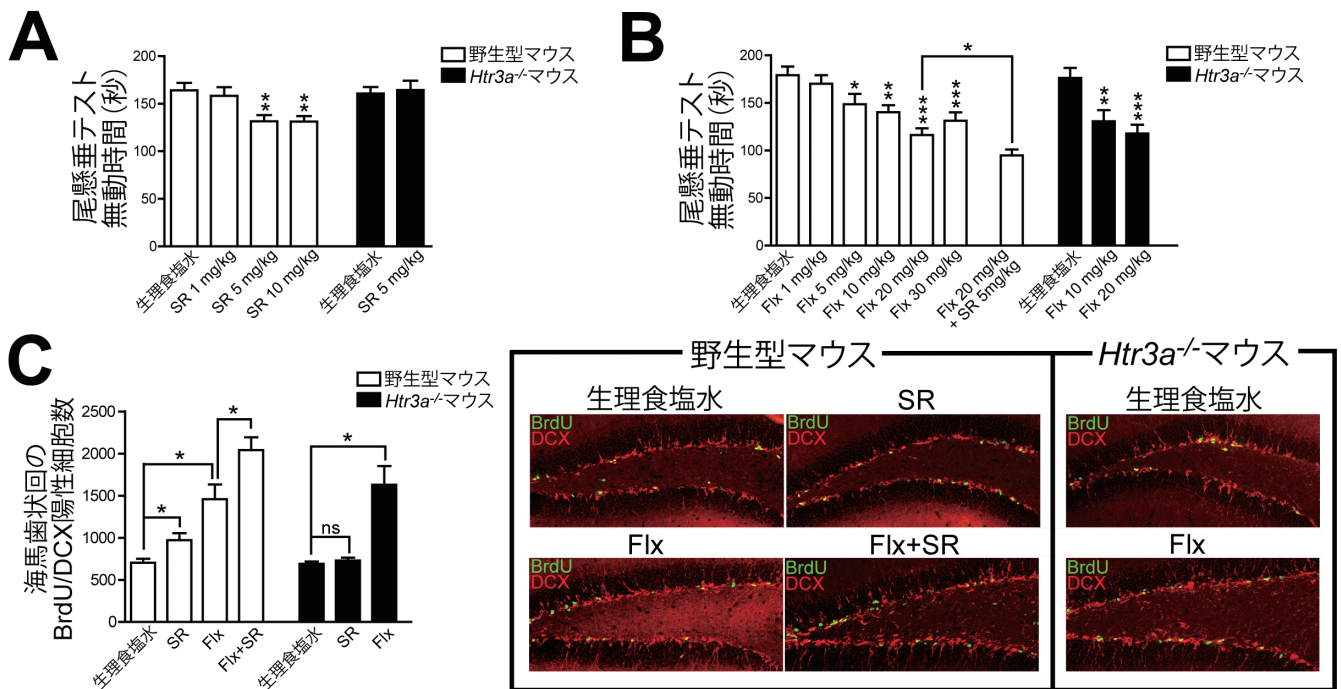 A
尾懸垂テスト
無動時間 (秒)
200
150
100
50
0
** **
野生型マウス
Htr3a-/-マウス
生理食塩水
SR 1 mg/kg
SR 5 mg/kg
SR 10 mg/kg
生理食塩水
SR 5 mg/kg
B
尾懸垂テスト
無動時間 (秒)
200
150
100
50
0
* ** *** *** * ** ***
野生型マウス
Htr3a-/-マウス
生理食塩水
Flx 1 mg/kg
Flx 5 mg/kg
Flx 10 mg/kg
Flx 20 mg/kg
Flx 30 mg/kg
Flx 20 mg/kg
+ SR 5mg/kg
生理食塩水
Flx 10 mg/kg
Flx 20 mg/kg
C
海馬歯状回の
BrdU/DCX陽性細胞数
2500
2000
1500
1000
500
0
野生型マウス
Htr3a-/-マウス
* * * ns *
生理食塩水
SR
Flx
Flx+SR
生理食塩水
SR
Flx
野生型マウス
生理食塩水
BrdU
DCX
SR
BrdU
DCX
Flx
BrdU
DCX
Flx+SR
BrdU
DCX
Htr3a-/-マウス
生理食塩水
BrdU
DCX
Flx
BrdU
DCX